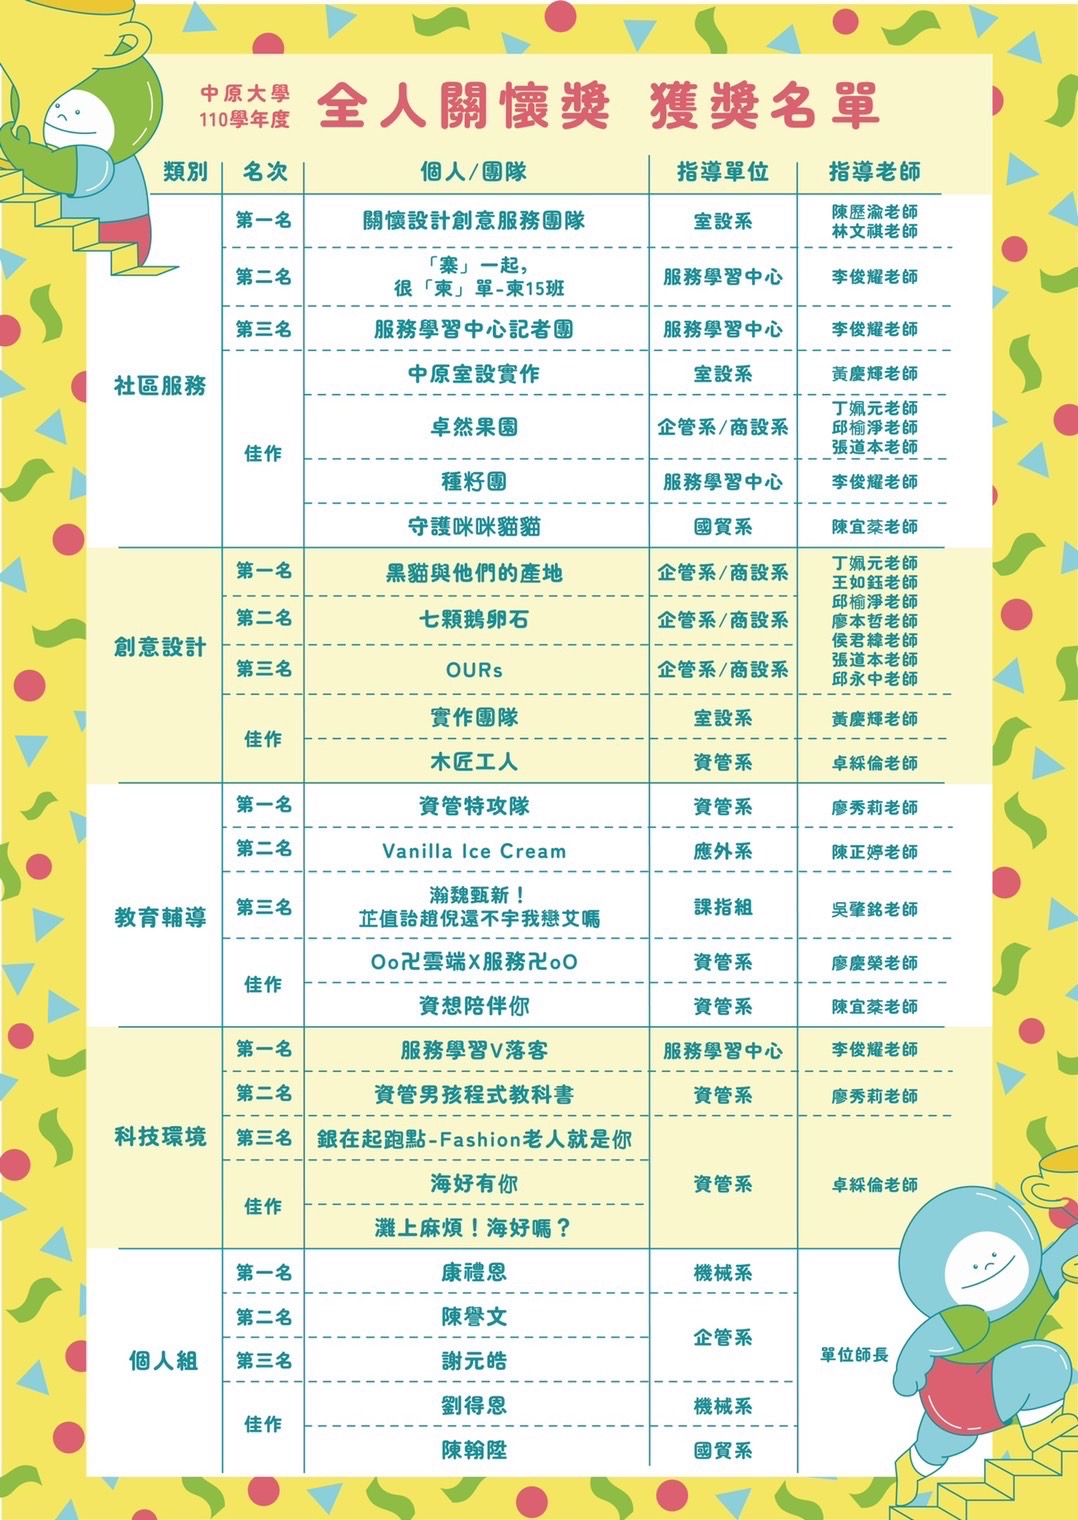 中原大學
110學年度
全人關懷獎 獲獎名單
類別 名次 個人/團隊 指導單位 指導老師
社區服務
第一名 關懷設計創意服務團隊 室設系 陳歷渝老師
林文祺老師
第二名 「寨」一起,
很「柬」單-柬15班 服務學習中心 李俊耀老師
第三名 服務學習中心記者團 服務學習中心 李俊耀老師
佳作
中原室設實作 室設系 黃慶輝老師
卓然果園 企管系/商設系 丁姵元老師
邱榆淨老師
張道本老師
種籽團 服務學習中心 李俊耀老師
守護咪咪貓貓 國貿系 陳宜棻老師
創意設計
第一名 黑貓與他們的產地 企管系/商設系
第二名 七顆鵝卵石 企管系/商設系
第三名 OURs 企管系/商設系
丁姵元老師
王如鈺老師
邱榆淨老師
廖本哲老師
侯君緯老師
張道本老師
邱永中老師
佳作
實作團隊 室設系 黃慶輝老師
木匠工人 資管系 卓綵倫老師
教育輔導
第一名 資管特攻隊 資管系 廖秀莉老師
第二名 Vanilla Ice Cream 應外系 陳正婷老師
第三名 瀚魏甄新！
芷值詒趙倪還不宇我戀艾嗎 課指組 吳肇銘老師
佳作
Oo卍雲端X服務卍oO 資管系 廖慶榮老師
資想陪伴你 資管系 陳宜棻老師
科技環境
第一名 服務學習V落客 服務學習中心 李俊耀老師
第二名 資管男孩程式教科書 資管系 廖秀莉老師
第三名 銀在起跑點-Fashion老人就是你
佳作
海好有你
灘上麻煩！海好嗎？
資管系 卓綵倫老師
個人組
第一名 康禮恩 機械系
第二名 陳譽文
第三名 謝元皓
企管系
佳作
劉得恩 機械系
陳翰陞 國貿系
單位師長